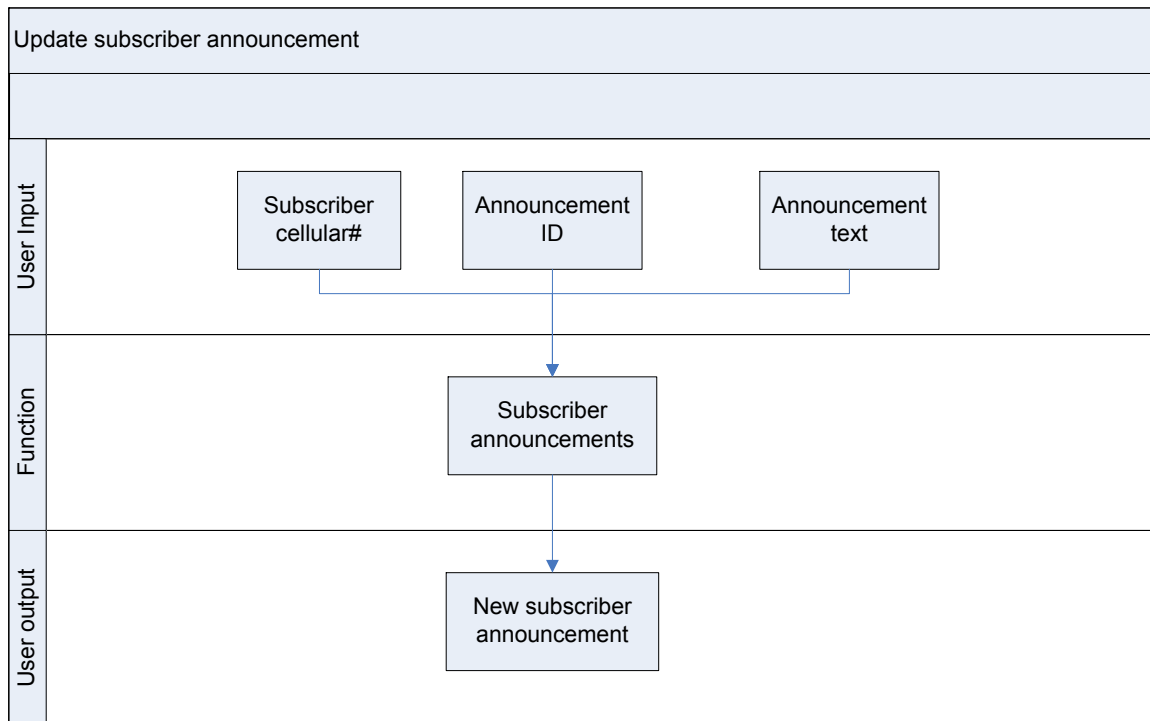 Update subscriber announcement
User Input
Subscriber
cellular#
Announcement
ID
Announcement
text
Function
Subscriber
announcements
User output
New subscriber
announcement